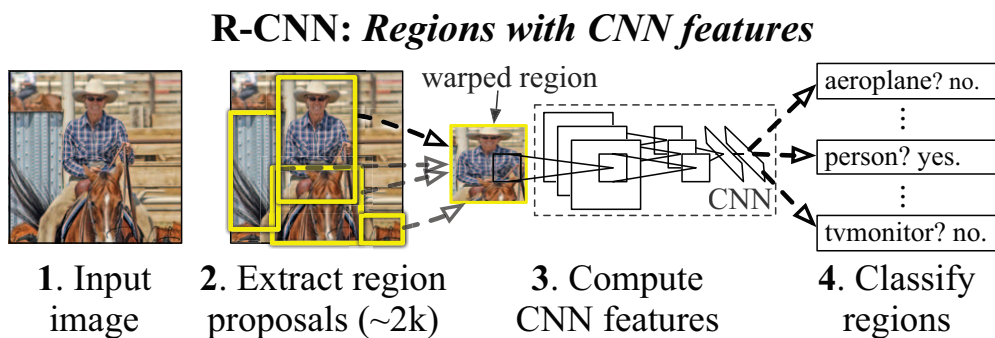 R-CNN: Regions with CNN features
warped region
aeroplane? no.
⋮
person? yes.
⋮
tvmonitor? no.
CNN
1. Input
image
2. Extract region
proposals (~2k)
3. Compute
CNN features
4. Classify
regions